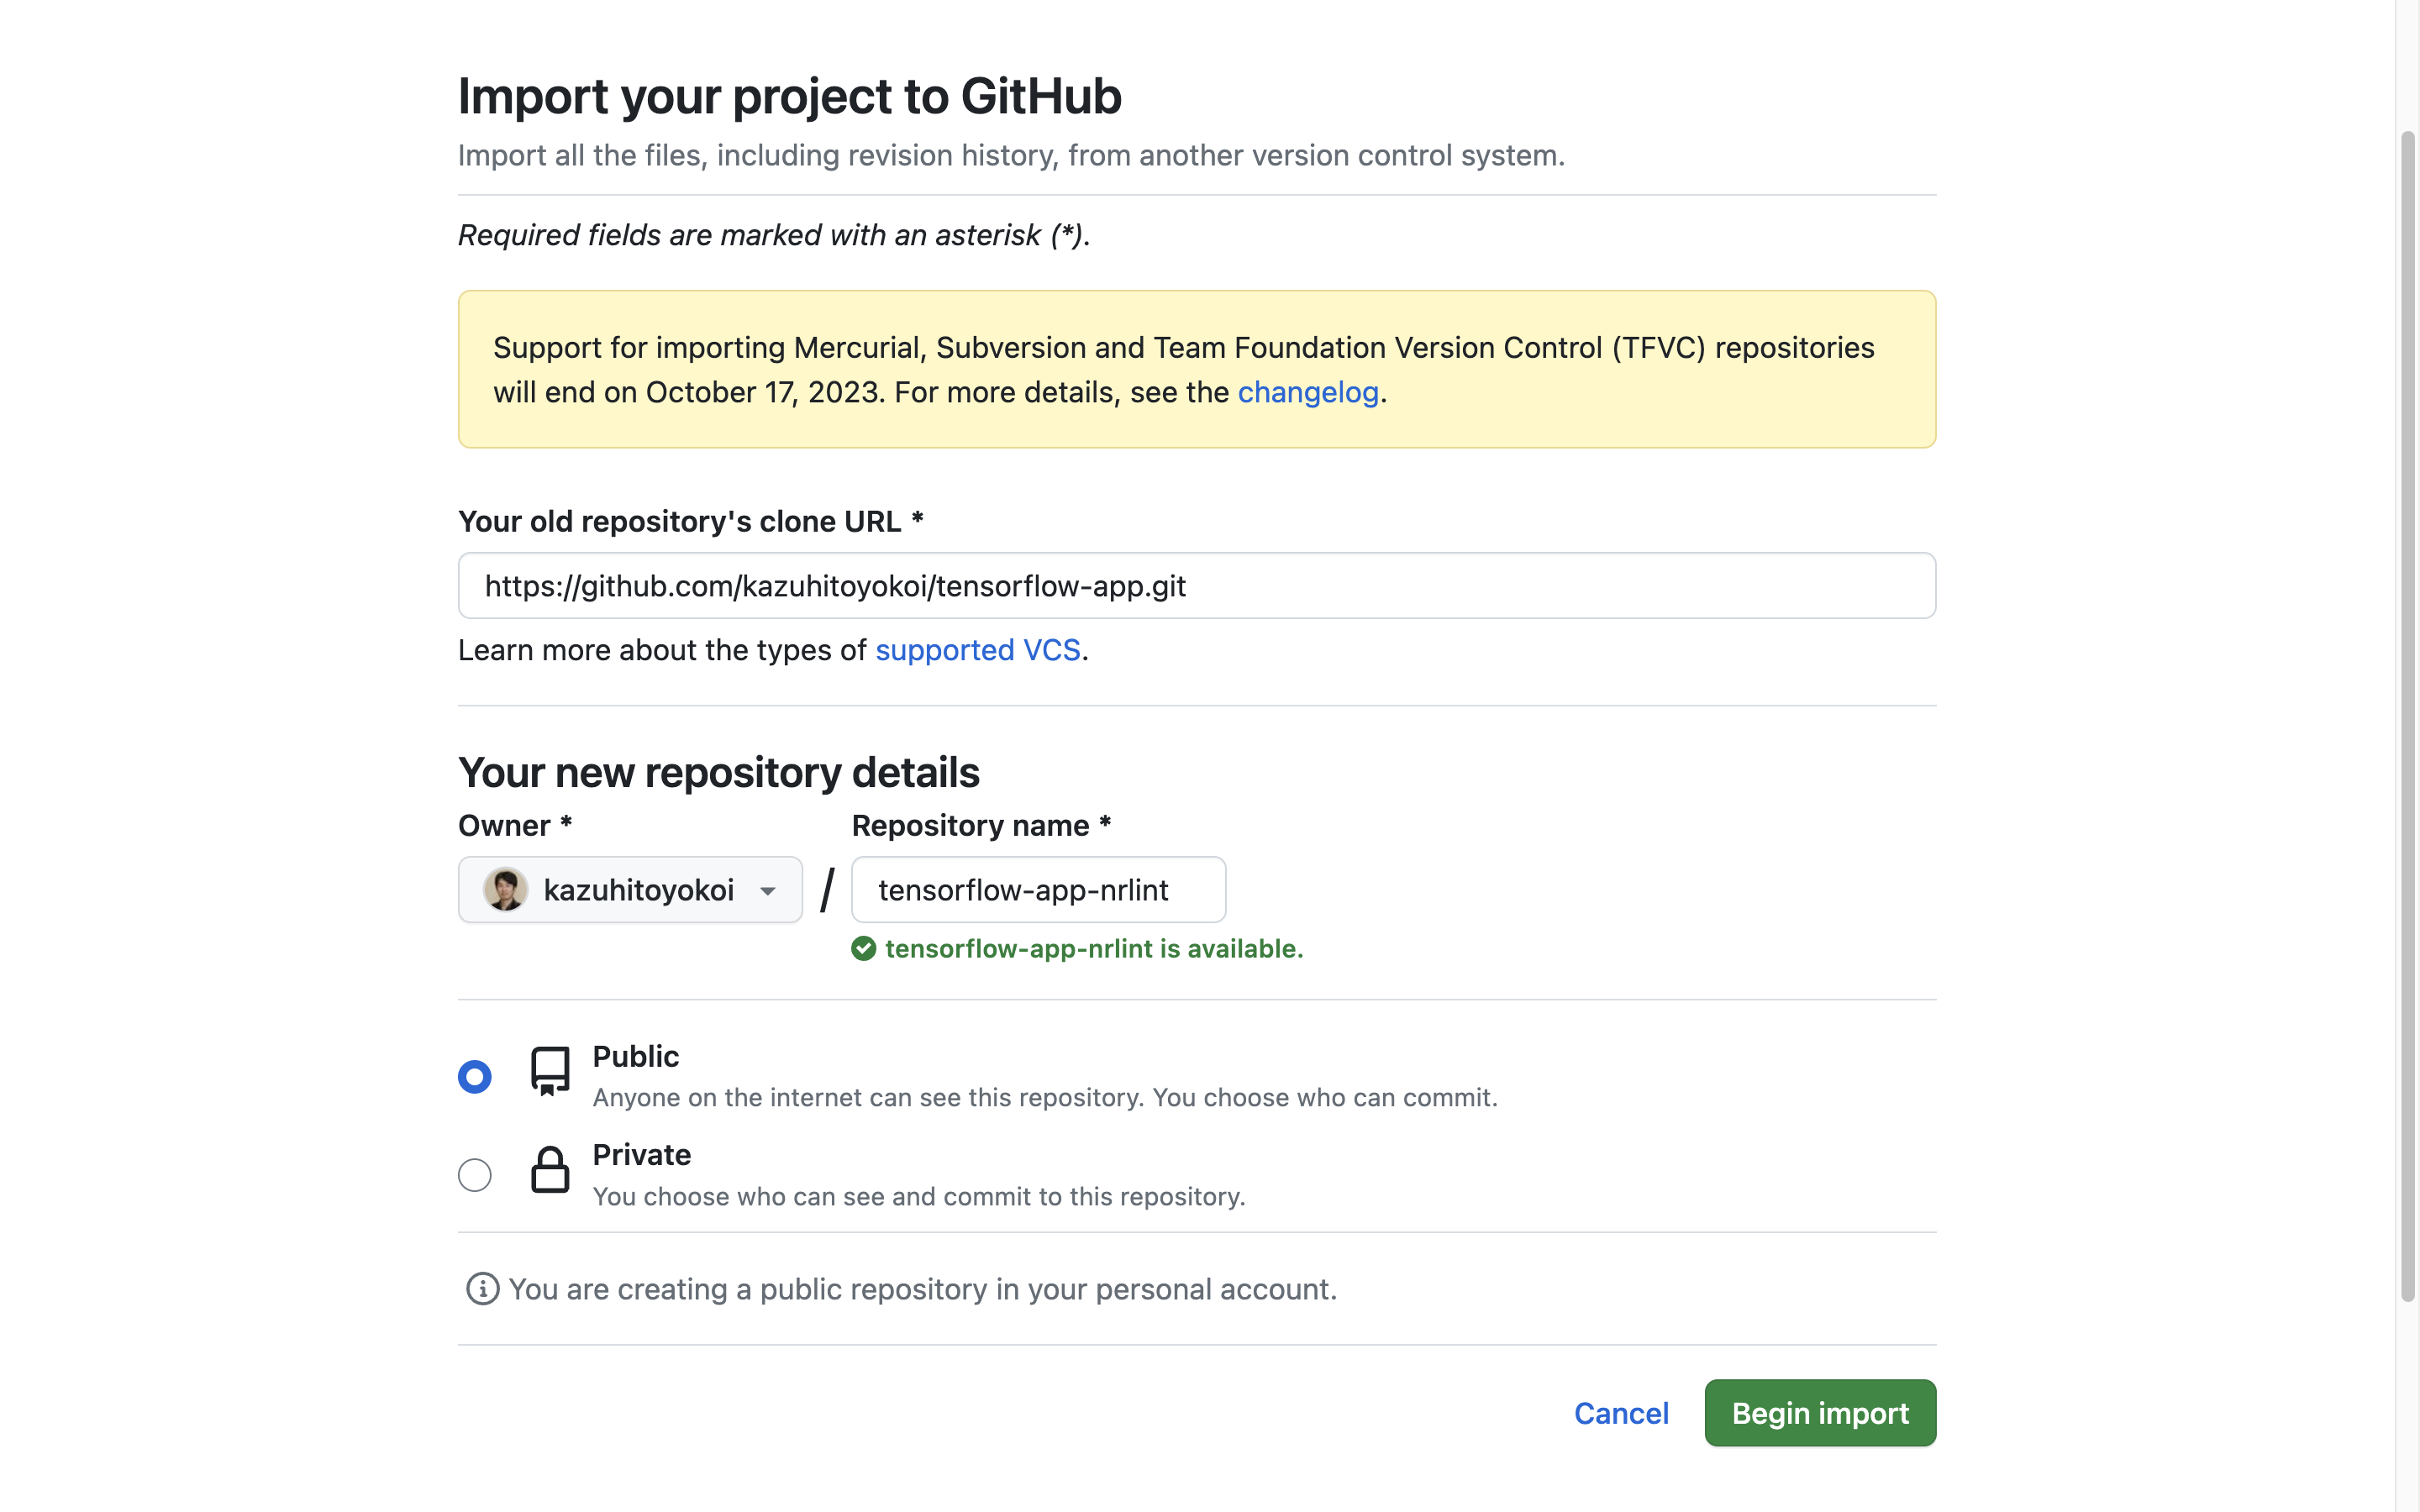 Import your project to GitHub
Import all the files, including revision history, from another version control system.
Required fields are marked with an asterisk (*).
Support for importing Mercurial, Subversion and Team Foundation Version Control (TFVC) repositories
will end on October 17, 2023. For more details, see the changelog.
Your old repository's clone URL *
https://github.com/kazuhitoyokoi/tensorflow-app.git
Learn more about the types of supported VCS.
Your new repository details
Owner * Repository name *
kazuhitoyokoi / tensorflow-app-nrlint
tensorflow-app-nrlint is available.
Public
Anyone on the internet can see this repository. You choose who can commit.
Private
You choose who can see and commit to this repository.
You are creating a public repository in your personal account.
Cancel Begin import